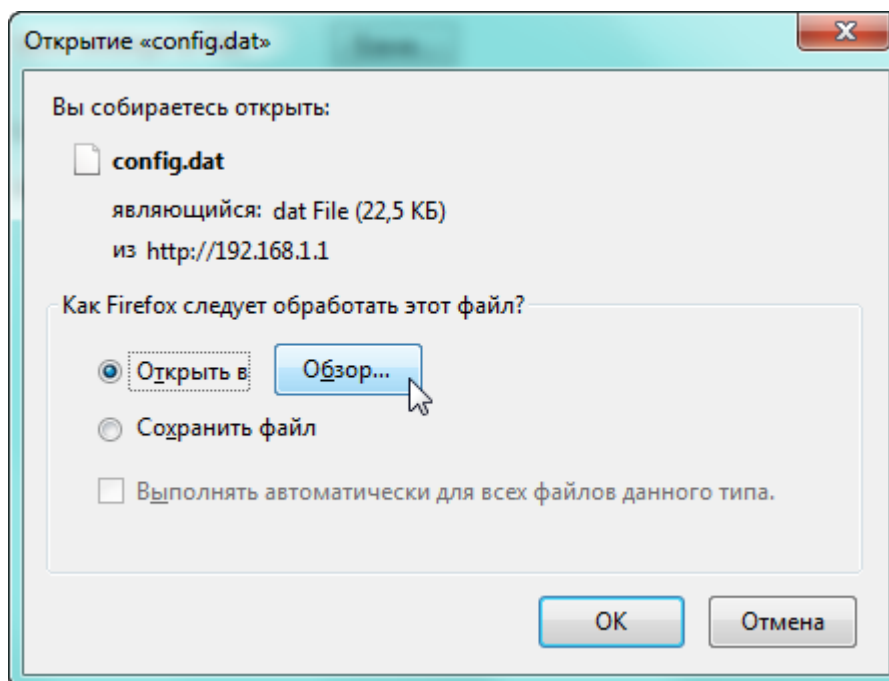 Открытие «config.dat»
Вы собираетесь открыть:
config.dat
являющийся: dat File (22,5 КБ)
из http://192.168.1.1
Как Firefox следует обработать этот файл?
Открыть в Обзор...
Сохранить файл
Выполнять автоматически для всех файлов данного типа.
OK Отмена